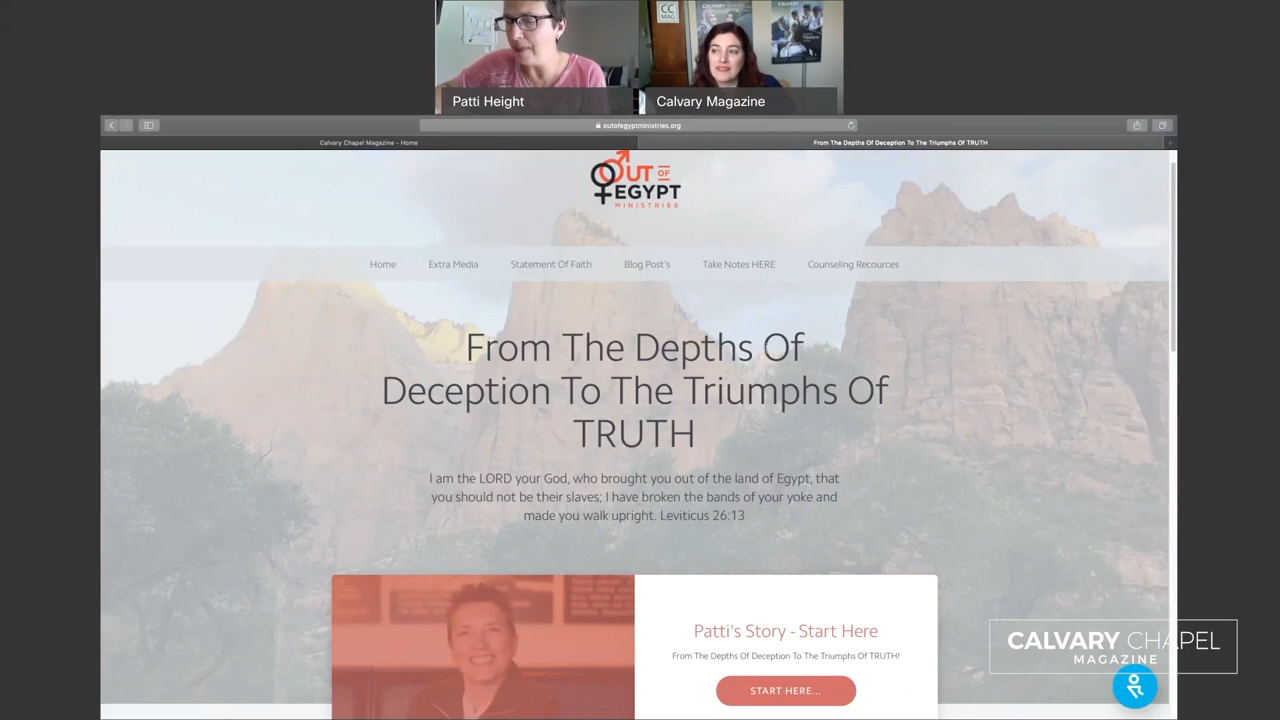 CC
MAG
CALVARY
Patti Height
Calvary Magazine
outofegyptministries.org
Calvary Chapel Magazine - Home
From The Depths Of Deception To The Triumphs Of TRUTH
OUT OF
EGYPT
MINISTRIES
Home
Extra Media
Statement Of Faith
Blog Post's
Take Notes HERE
Counseling Recources
From The Depths Of
Deception To The Triumphs Of
TRUTH
I am the LORD your God, who brought you out of the land of Egypt, that
you should not be their slaves; I have broken the bands of your yoke and
made you walk upright. Leviticus 26:13
Patti's Story - Start Here
From The Depths Of Deception To The Triumphs Of TRUTH!
START HERE...
CALVARY CHAPEL
MAGAZINE